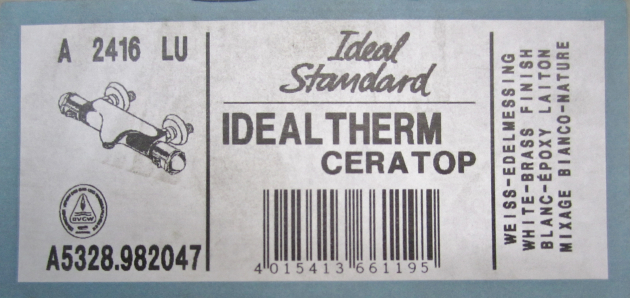 A 2416 LU
SVGW
A5328.982047
Ideal
Standard
IDEALTHERM
CERATOP
4 015413 661195
WEISS-EDELMESSING
WHITE-BRASS FINISH
BLANC-ÉPOXY LAITON
MIXAGE BIANCO-NATURE